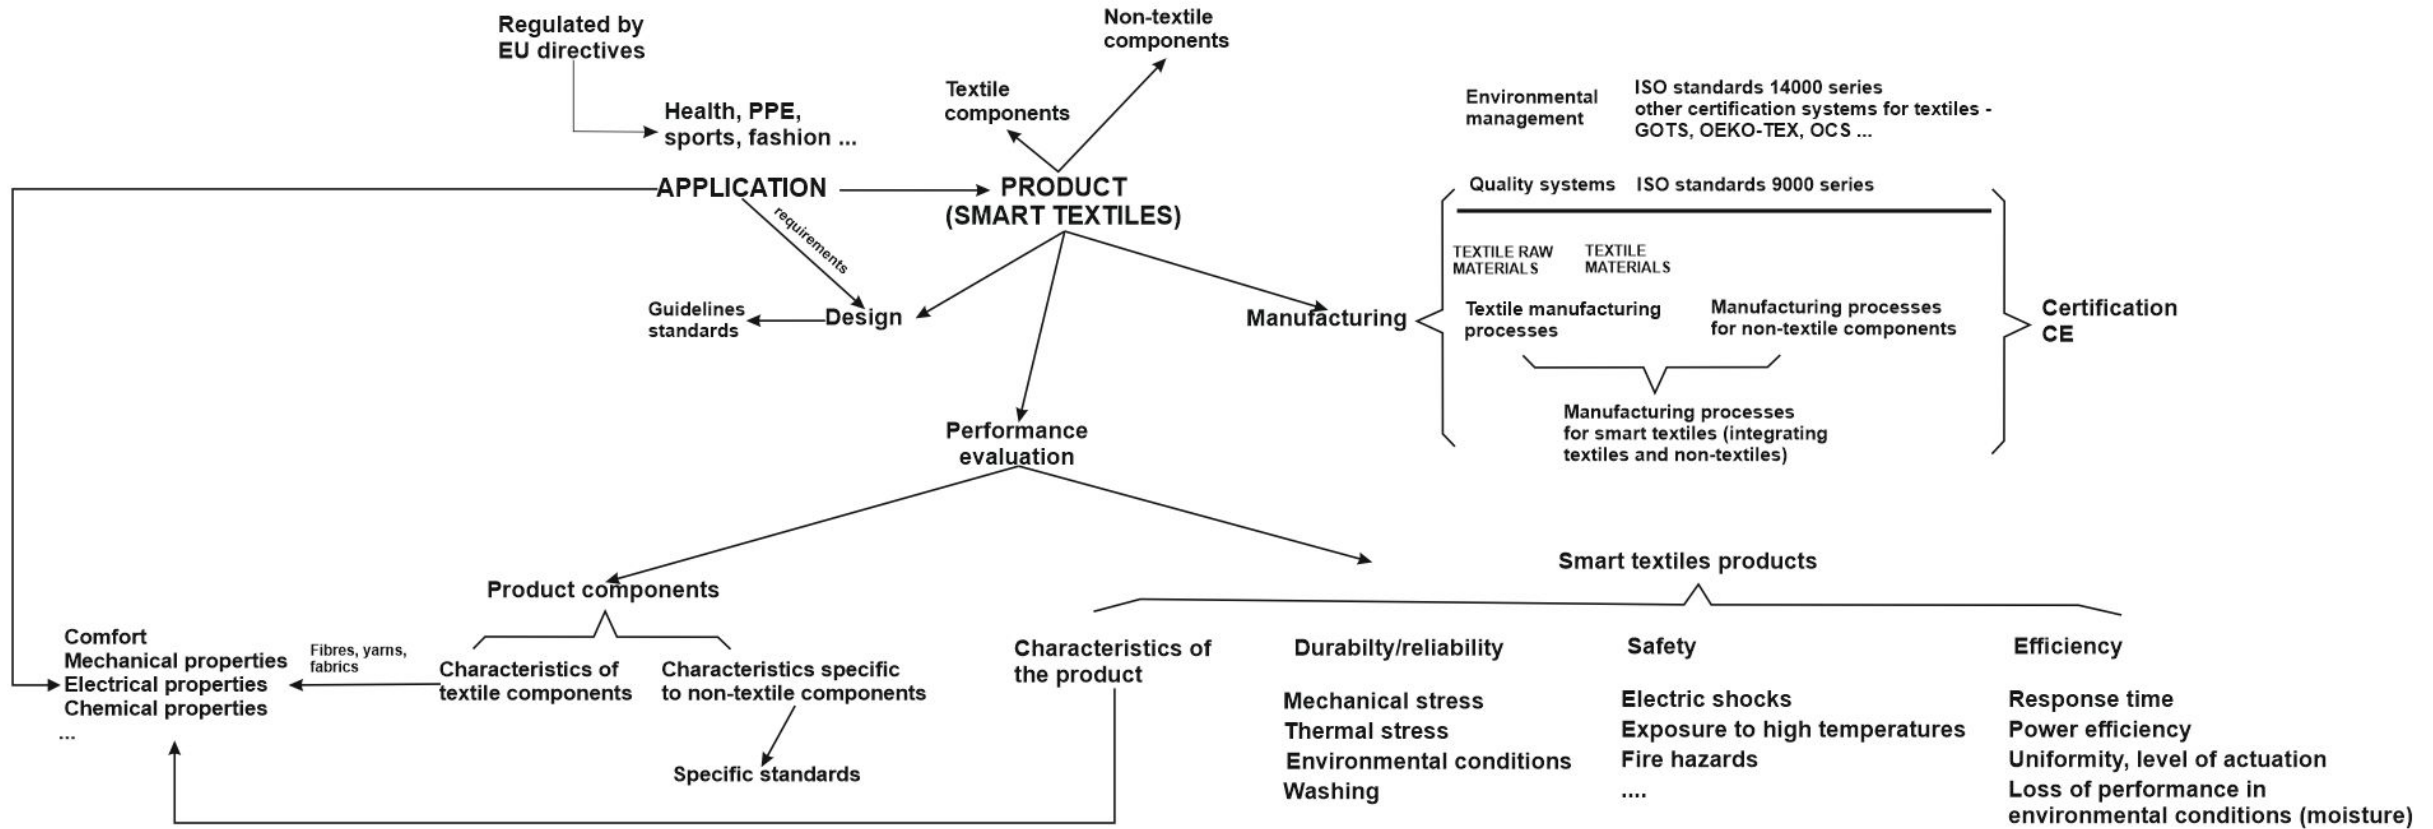 Regulated by
EU directives
Non-textile
components
Textile
components
Health, PPE,
sports, fashion ...
APPLICATION
requirements
PRODUCT
(SMART TEXTILES)
Environmental
management
ISO standards 14000 series
other certification systems for textiles -
GOTS, OEKO-TEX, OCS ...
Quality systems
ISO standards 9000 series
TEXTILE RAW
MATERIALS
TEXTILE
MATERIALS
Guidelines
standards
Design
Manufacturing
Textile manufacturing
processes
Manufacturing processes
for non-textile components
Certification
CE
Manufacturing processes
for smart textiles (integrating
textiles and non-textiles)
Performance
evaluation
Product components
Smart textiles products
Comfort
Mechanical properties
Electrical properties
Chemical properties
...
Fibres, yarns,
fabrics
Characteristics of
textile components
Characteristics specific
to non-textile components
Specific standards
Characteristics of
the product
Durabilty/reliability
Mechanical stress
Thermal stress
Environmental conditions
Washing
Safety
Electric shocks
Exposure to high temperatures
Fire hazards
....
Efficiency
Response time
Power efficiency
Uniformity, level of actuation
Loss of performance in
environmental conditions (moisture)